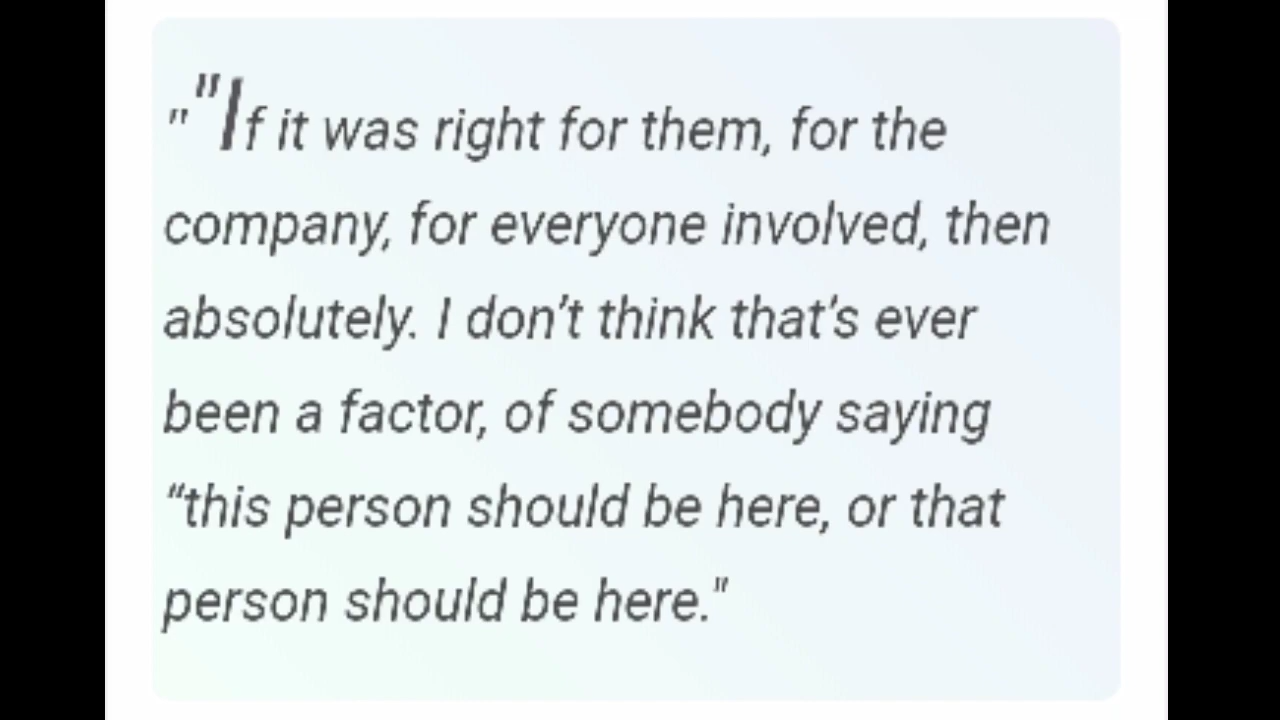 ""If it was right for them, for the
company, for everyone involved, then
absolutely. I don’t think that’s ever
been a factor, of somebody saying
“this person should be here, or that
person should be here."